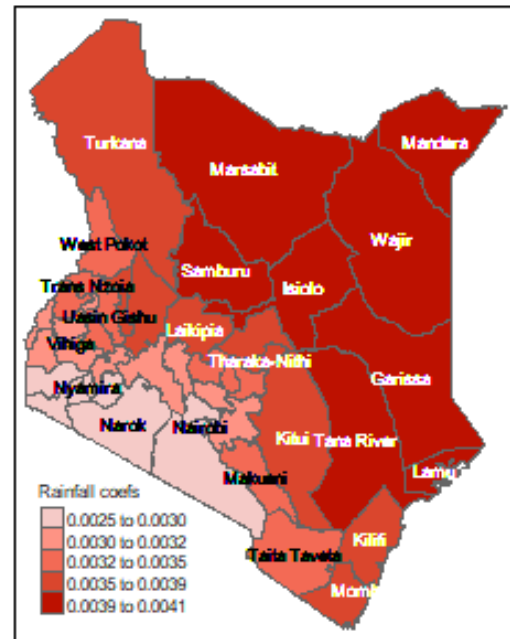 Turkana
Mandera
Marsabit
Wajir
West Pokot
Samburu
Isiolo
Trans Nzoia
Uasin Gishu
Laikipia
Vihiga
Tharaka-Nithi
Garissa
Nyamira
Narok
Nairobi
Kitui
Tana River
Makueni
Lamu
Rainfall coefs
0.0025 to 0.0030
0.0030 to 0.0032
0.0032 to 0.0035
0.0035 to 0.0039
0.0039 to 0.0041
Kilifi
Taita Taveta